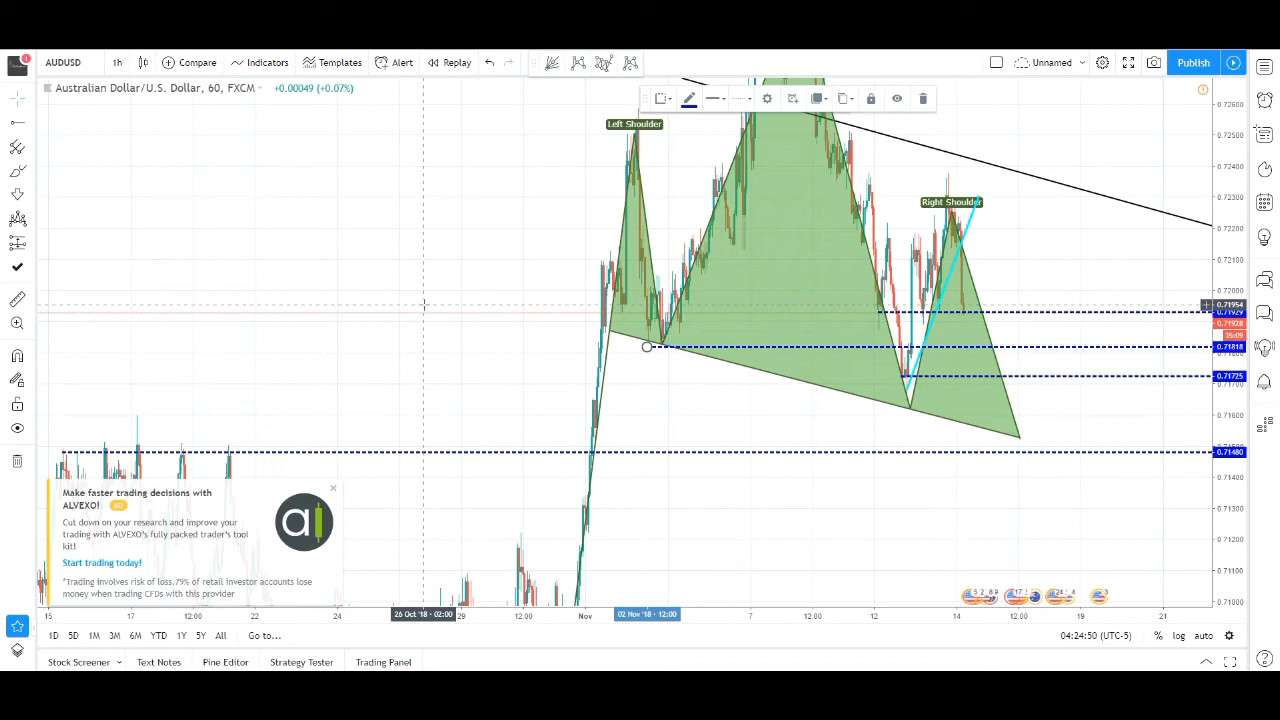 AUDUSD 1h Compare Indicators Templates Alert Replay Unnamed Publish
Australian Dollar/U.S. Dollar, 60, FXCM +0.00049 (+0.07%)
Left Shoulder
Right Shoulder
0.72600
0.72500
0.72400
0.72300
0.72200
0.72100
0.72000
0.71954
0.71929
0.71928
35:09
0.71818
0.71725
0.71700
0.71600
0.71480
0.71400
0.71300
0.71200
0.71100
0.71000
Make faster trading decisions with
ALVEXO!
Cut down on your research and improve your
trading with ALVEXO's fully packed trader's tool
kit!
Start trading today!
*Trading involves risk of loss,79% of retail investor accounts lose
money when trading CFDs with this provider
15 12:00 17 12:00 22 24 26 Oct '18 - 02:00 29 12:00 Nov 02 Nov '18 - 12:00 7 12:00 12 14 12:00 19 21
1D 5D 1M 3M 6M YTD 1Y 5Y All Go to... 04:24:50 (UTC-5) % log auto
Stock Screener Text Notes Pine Editor Strategy Tester Trading Panel